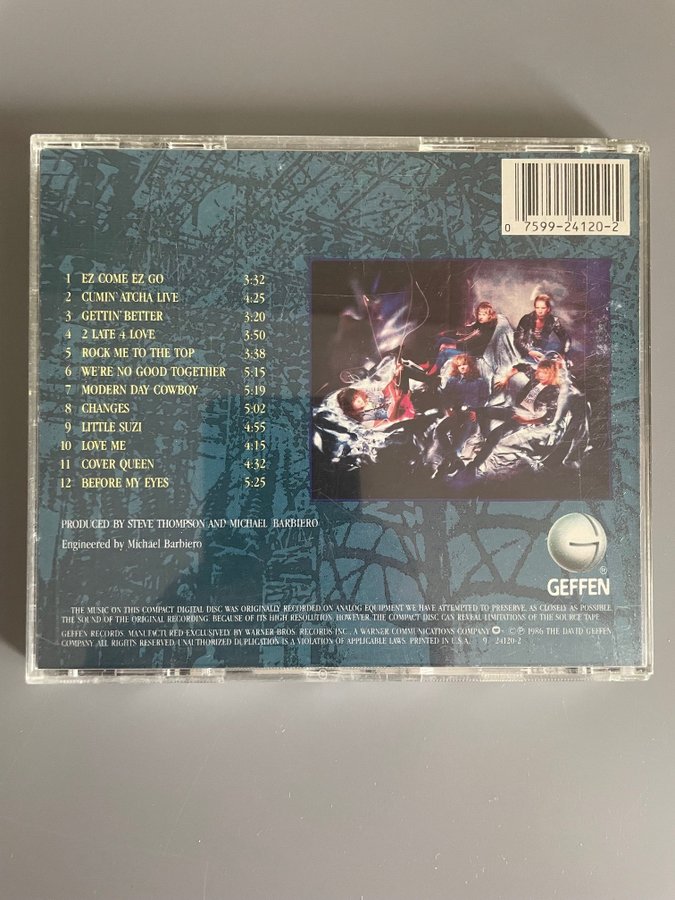 0 7599-24120-2
1 EZ COME EZ GO 3:32
2 CUMIN' ATCHA LIVE 4:25
3 GETTIN' BETTER 3:20
4 2 LATE 4 LOVE 3:50
5 ROCK ME TO THE TOP 3:38
6 WE'RE NO GOOD TOGETHER 5:15
7 MODERN DAY COWBOY 5:19
8 CHANGES 5:02
9 LITTLE SUZI 4:55
10 LOVE ME 4:15
11 COVER QUEEN 4:32
12 BEFORE MY EYES 5:25
PRODUCED BY STEVE THOMPSON AND MICHAEL BARBIERO
Engineered by Michael Barbiero
G
GEFFEN ®
THE MUSIC ON THIS COMPACT DIGITAL DISC WAS ORIGINALLY RECORDED ON ANALOG EQUIPMENT. WE HAVE ATTEMPTED TO PRESERVE, AS CLOSELY AS POSSIBLE,
THE SOUND OF THE ORIGINAL RECORDING. BECAUSE OF ITS HIGH RESOLUTION, HOWEVER, THE COMPACT DISC CAN REVEAL LIMITATIONS OF THE SOURCE TAPE.
GEFFEN RECORDS. MANUFACTURED EXCLUSIVELY BY WARNER BROS. RECORDS INC., A WARNER COMMUNICATIONS COMPANY · © ℗ 1986 THE DAVID GEFFEN
COMPANY. ALL RIGHTS RESERVED. UNAUTHORIZED DUPLICATION IS A VIOLATION OF APPLICABLE LAWS. PRINTED IN U.S.A. · 9 24120-2